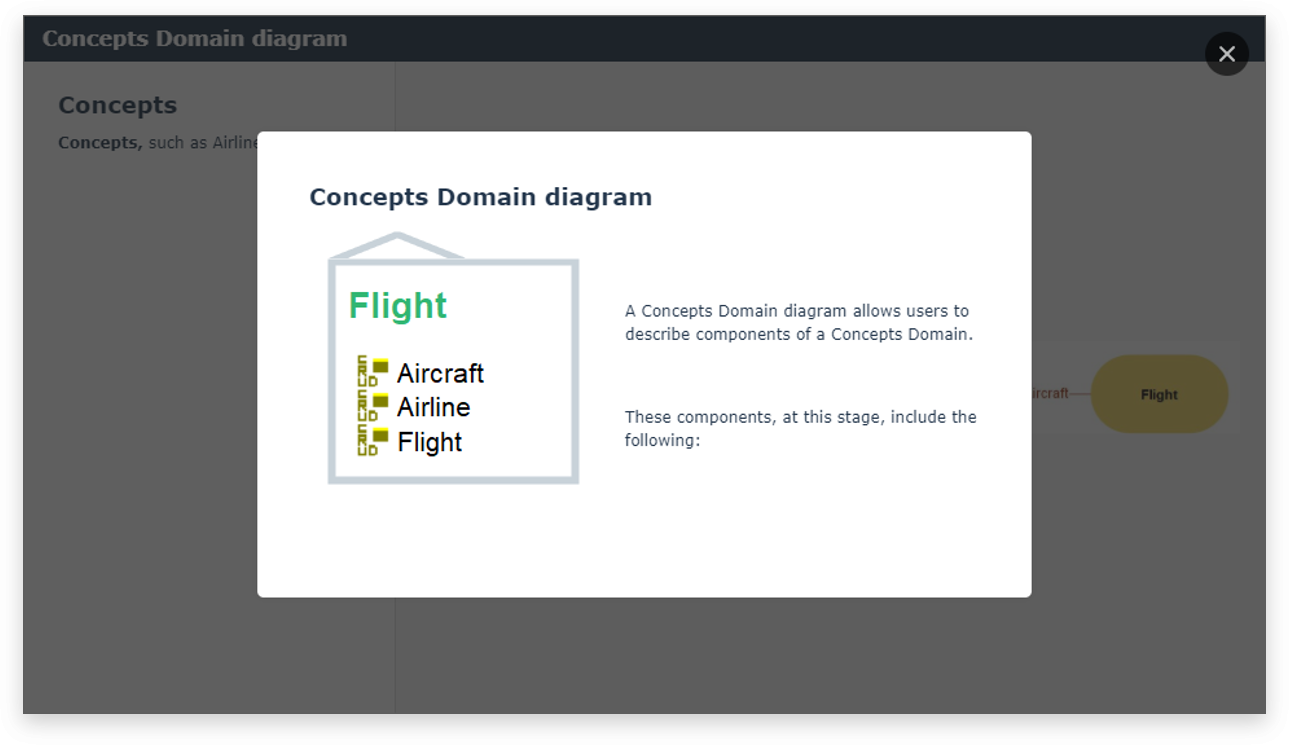 Concepts Domain diagram
Concepts
Concepts, such as Airline
Concepts Domain diagram
Flight
CRUD Aircraft
CRUD Airline
CRUD Flight
A Concepts Domain diagram allows users to
describe components of a Concepts Domain.
These components, at this stage, include the
following:
ircraft
Flight